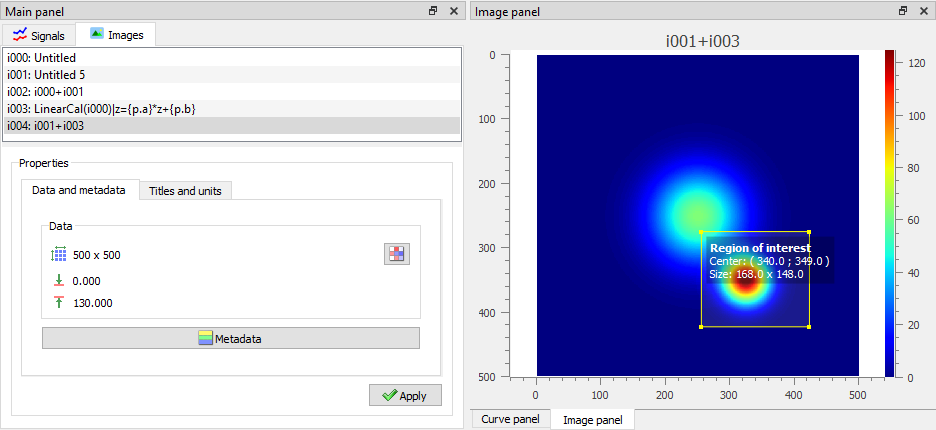 Main panel
Signals
Images
i000: Untitled
i001: Untitled 5
i002: i000+i001
i003: LinearCal(i000)|z={p.a}*z+{p.b}
i004: i001+i003
Properties
Data and metadata
Titles and units
Data
500 x 500
0.000
130.000
Metadata
Apply
Image panel
i001+i003
0
100
200
300
400
500
0
100
200
300
400
500
Region of interest
Center: ( 340.0 ; 349.0 )
Size: 168.0 x 148.0
120
100
80
60
40
20
0
Curve panel
Image panel